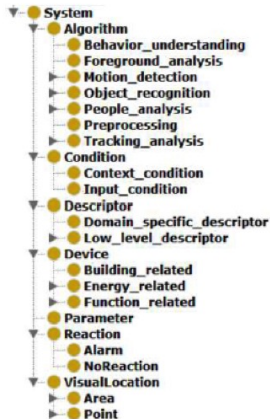 System
Algorithm
Behavior_understanding
Foreground_analysis
Motion_detection
Object_recognition
People_analysis
Preprocessing
Tracking_analysis
Condition
Context_condition
Input_condition
Descriptor
Domain_specific_descriptor
Low_level_descriptor
Device
Building_related
Energy_related
Function_related
Parameter
Reaction
Alarm
NoReaction
VisualLocation
Area
Point